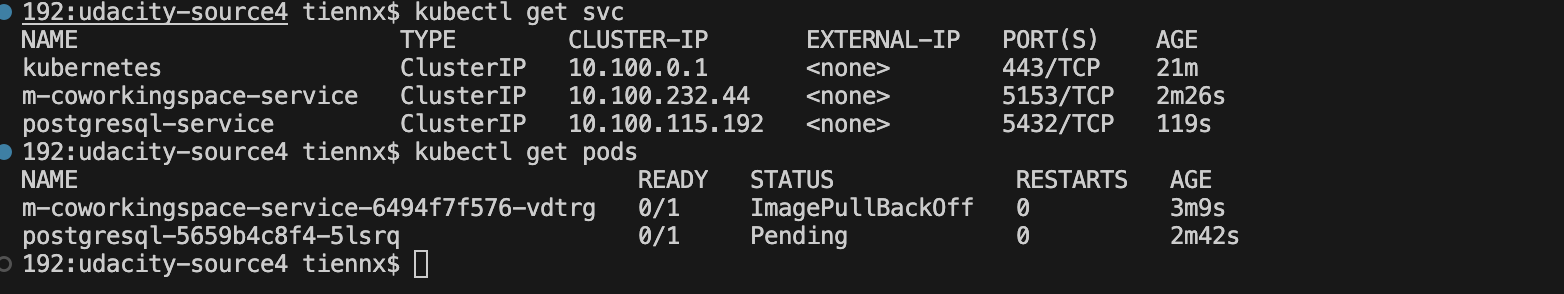 192:udacity-source4 tiennx$ kubectl get svc
NAME TYPE CLUSTER-IP EXTERNAL-IP PORT(S) AGE
kubernetes ClusterIP 10.100.0.1 <none> 443/TCP 21m
m-coworkingspace-service ClusterIP 10.100.232.44 <none> 5153/TCP 2m26s
postgresql-service ClusterIP 10.100.115.192 <none> 5432/TCP 119s
192:udacity-source4 tiennx$ kubectl get pods
NAME READY STATUS RESTARTS AGE
m-coworkingspace-service-6494f7f576-vdtrg 0/1 ImagePullBackOff 0 3m9s
postgresql-5659b4c8f4-5lsrq 0/1 Pending 0 2m42s
192:udacity-source4 tiennx$